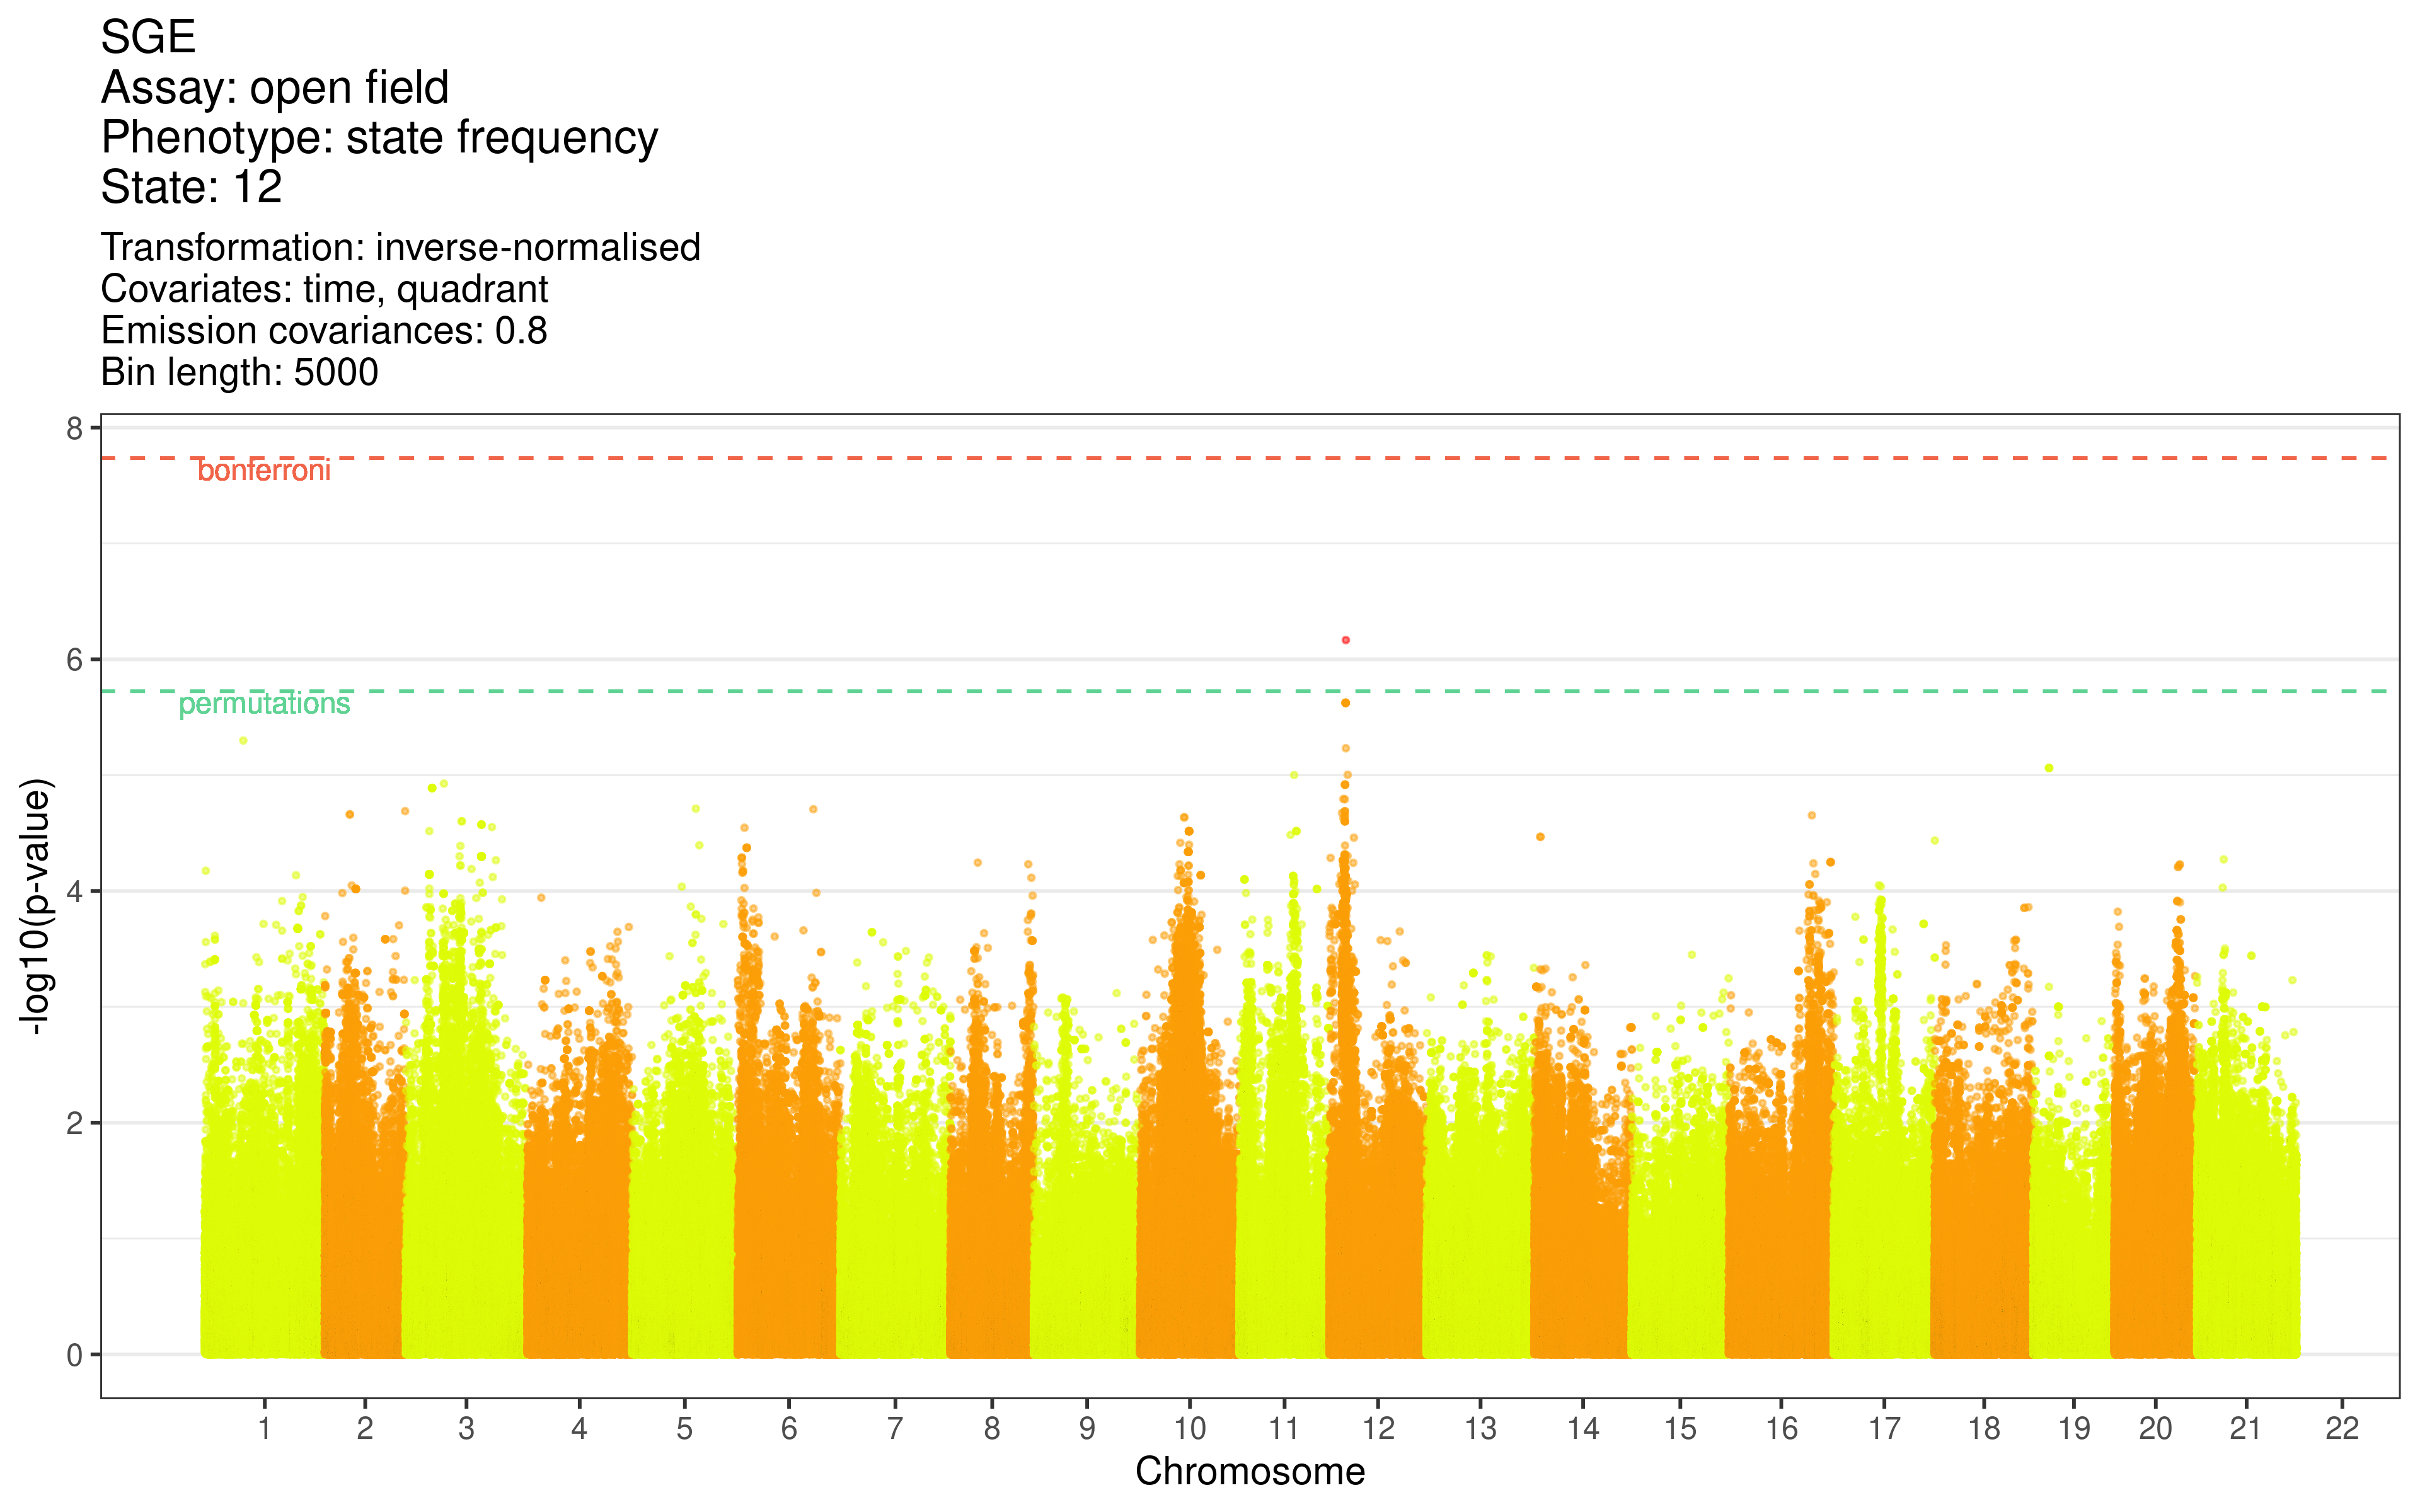 SGE
Assay: open field
Phenotype: state frequency
State: 12
Transformation: inverse-normalised
Covariates: time, quadrant
Emission covariances: 0.8
Bin length: 5000
8
bonferroni
6
permutations
4
2
0
-log10(p-value)
1 2 3 4 5 6 7 8 9 10 11 12 13 14 15 16 17 18 19 20 21 22
Chromosome